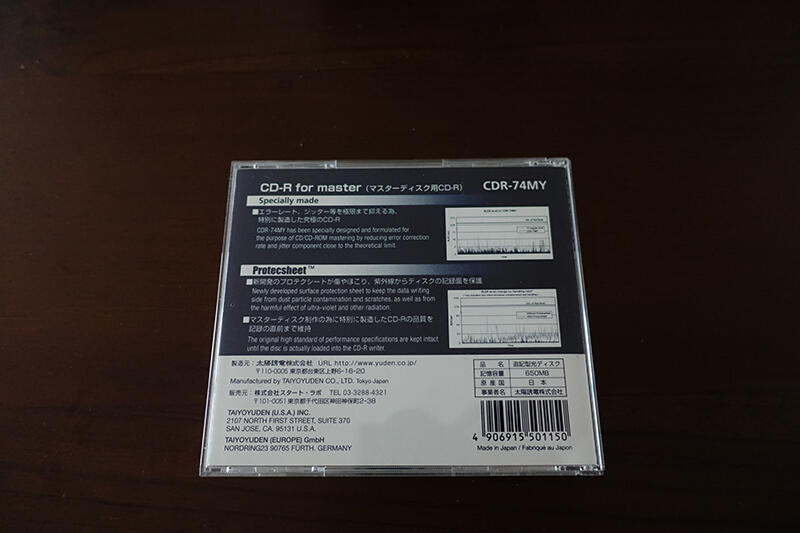 CD-R for master (マスターディスク用CD-R) CDR-74MY
Specially made
■エラーレート、ジッター等を極限まで抑える為、
特別に製造した究極のCD-R
CDR-74MY has been specially designed and formulated for
the purpose of CD/CD-ROM mastering by reducing error correction
rate and jitter component close to the theoretical limit.
Protecsheet™
■新開発のプロテクシートが傷やほこり、紫外線からディスクの記録面を保護
Newly developed surface protection sheet to keep the data writing
side from dust particle contamination and scratches, as well as from
the harmful effect of ultra-violet and other radiation.
■マスターディスク制作の為に特別に製造したCD-Rの品質を
記録の直前まで維持
The original high standard of performance specifications are kept intact
until the disc is actually loaded into the CD-R writer.
製造元:太陽誘電株式会社 URL http://www.yuden.co.jp/
〒110-0005 東京都台東区上野6-16-20
Manufactured by TAIYOYUDEN CO., LTD. Tokyo-Japan
販売元:株式会社スタート・ラボ TEL 03-3288-4321
〒101-0051 東京都千代田区神田神保町2-38
TAIYOYUDEN (U.S.A.) INC.
2107 NORTH FIRST STREET, SUITE 370
SAN JOSE, CA. 95131 U.S.A.
TAIYOYUDEN (EUROPE) GmbH
NORDRING23 90765 FÜRTH, GERMANY
品名 追記型光ディスク
記憶容量 650MB
原産国 日本
事業者名 太陽誘電株式会社
4 906915 501150
Made in Japan / Fabriqué au Japon